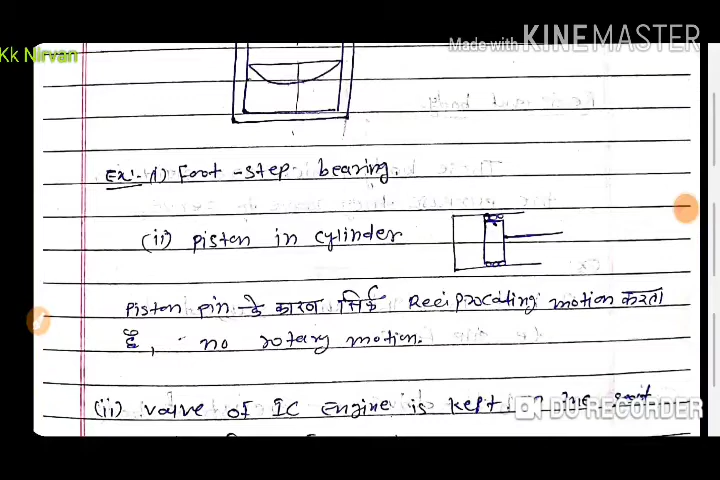 Made with KINEMASTER
Kk Nirvan
Ex:- (i) Foot-step bearing.
(ii) piston in cylinder
piston pin के कारण सिर्फ Reciprocating motion करता
है, no rotary motion.
(ii) valve of IC engine is kept
DU RECORDER